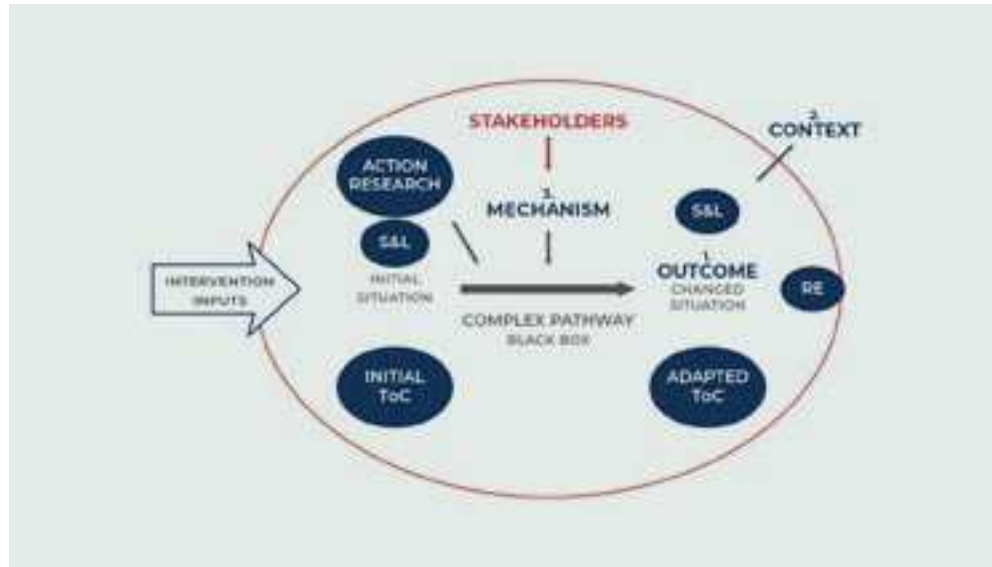 STAKEHOLDERS
2.
CONTEXT
ACTION
RESEARCH
3.
MECHANISM
S&L
S&L
INTERVENTION
INPUTS
INITIAL
SITUATION
1.
OUTCOME
CHANGED
SITUATION
RE
COMPLEX PATHWAY
BLACK BOX
INITIAL
ToC
ADAPTED
ToC